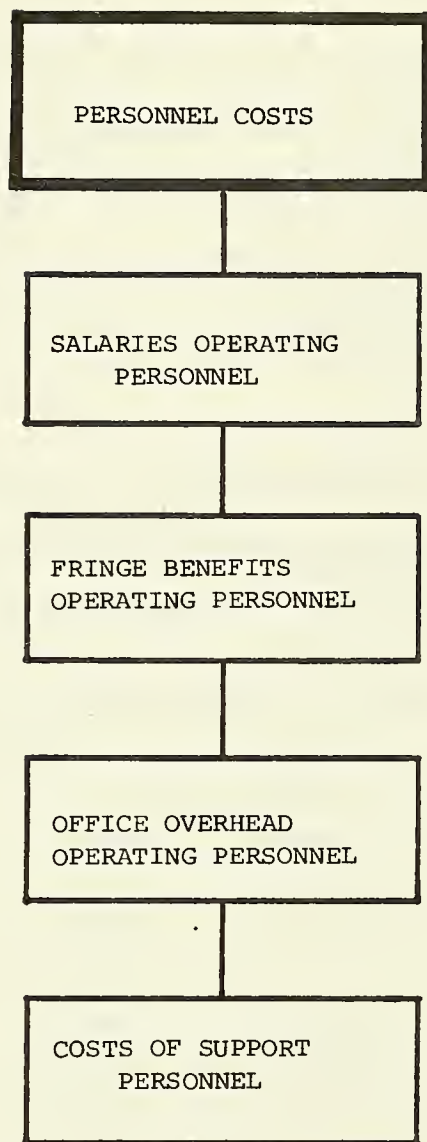 PERSONNEL COSTS
SALARIES OPERATING
PERSONNEL
FRINGE BENEFITS
OPERATING PERSONNEL
OFFICE OVERHEAD
OPERATING PERSONNEL
COSTS OF SUPPORT
PERSONNEL